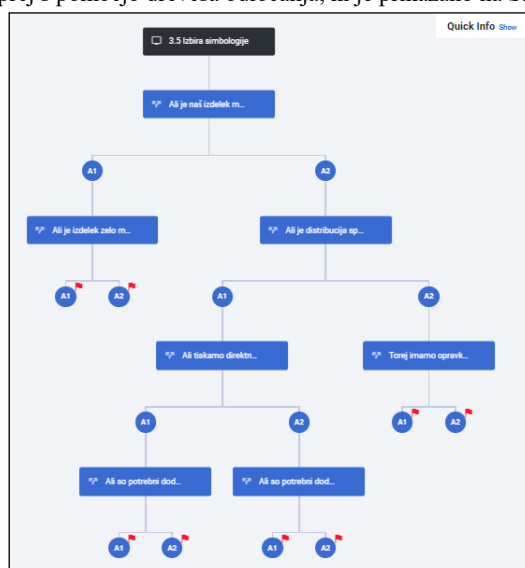 Quick Info Show
3.5 Izbira simbologije
Ali je naš izdelek m...
A1
A2
Ali je izdelek zelo m...
Ali je distribucija sp...
A1
A2
A1
A2
Ali tiskamo direktn...
Torej imamo opravk...
A1
A2
A1
A2
Ali so potrebni dod...
Ali so potrebni dod...
A1
A2
A1
A2